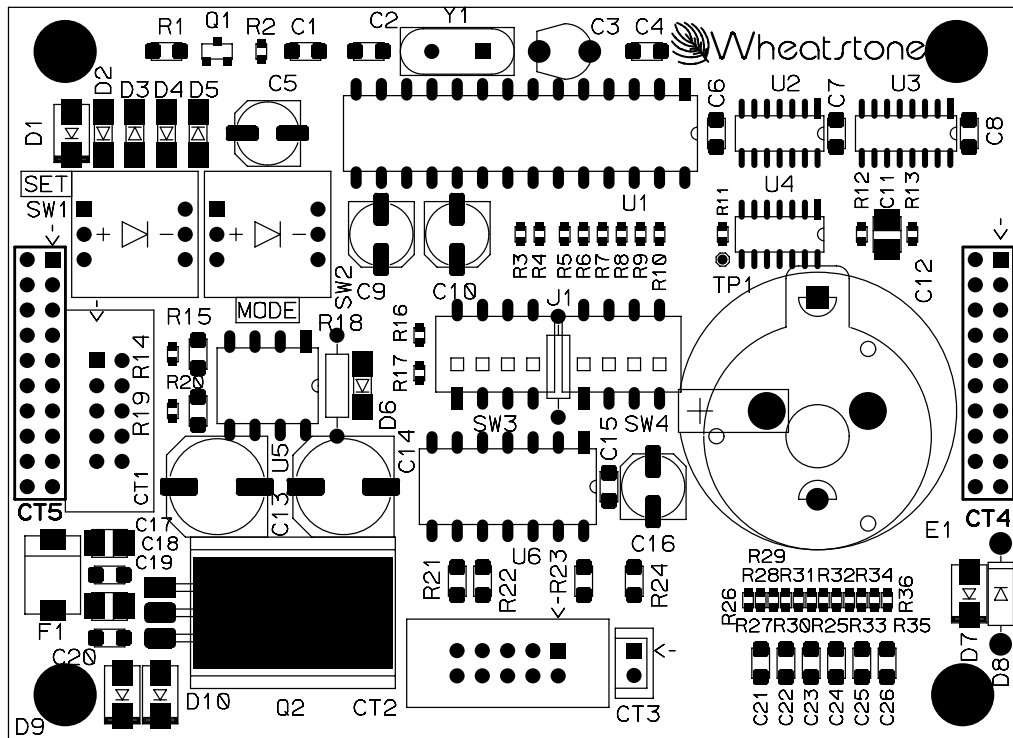 R1 Q1 R2 C1 C2 Y1 C3 C4 Wheatstone
D1 D2 D3 D4 D5 C5 C6 U2 C7 U3 C8
SET
SW1
+ - + - U1 R11 U4 R12 C11 R13
R3 R4 R5 R6 R7 R8 R9 R10
C9 C10 TP1 C12
SW2
MODE
J1
R15 R14 R18 R16
R20 R19 R17
D6 SW3 SW4 +
CT1 U5 C13 C14 C15
CT5 CT4
C17
C18
C19
U6 C16 E1
R21 R22 R23 R24
R29
R28 R31 R32 R34
R26 R36
R27 R30 R25 R33 R35
F1
C20
D7 D8
D9 D10 Q2 CT2 CT3
C21 C22 C23 C24 C25 C26